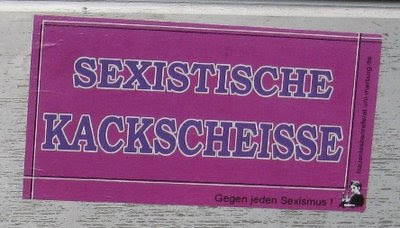 SEXISTISCHE
KACKSCHEISSE
Gegen jeden Sexismus !